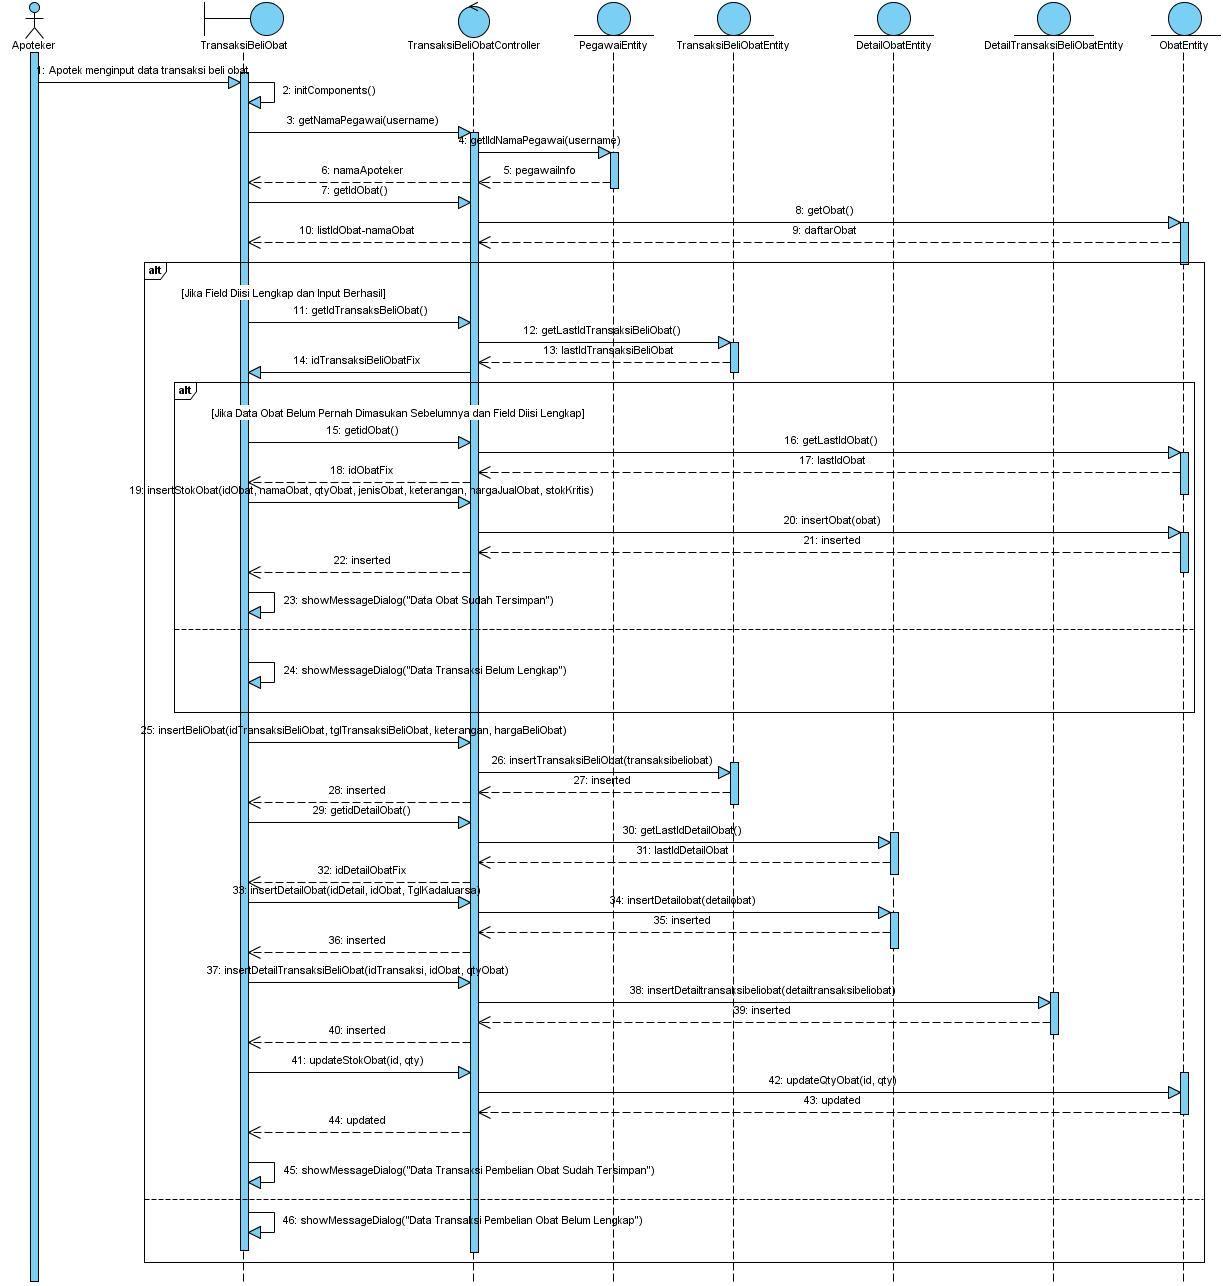 Apoteker
TransaksiBeliObat
TransaksiBeliObatController
PegawaiEntity
TransaksiBeliObatEntity
DetailObatEntity
DetailTransaksiBeliObatEntity
ObatEntity
1: Apotek menginput data transaksi beli obat
2: initComponents()
3: getNamaPegawai(username)
4: getIdNamaPegawai(username)
5: pegawaiInfo
6: namaApoteker
7: getIdObat()
8: getObat()
9: daftarObat
10: listIdObat-namaObat
alt
[Jika Field Diisi Lengkap dan Input Berhasil]
11: getIdTransaksBeliObat()
12: getLastIdTransaksiBeliObat()
13: lastIdTransaksiBeliObat
14: idTransaksiBeliObatFix
alt
[Jika Data Obat Belum Pernah Dimasukan Sebelumnya dan Field Diisi Lengkap]
15: getidObat()
16: getLastIdObat()
17: lastIdObat
18: idObatFix
19: insertStokObat(idObat, namaObat, qtyObat, jenisObat, keterangan, hargaJualObat, stokKritis)
20: insertObat(obat)
21: inserted
22: inserted
23: showMessageDialog("Data Obat Sudah Tersimpan")
24: showMessageDialog("Data Transaksi Belum Lengkap")
25: insertBeliObat(idTransaksiBeliObat, tglTransaksiBeliObat, keterangan, hargaBeliObat)
26: insertTransaksiBeliObat(transaksibeliobat)
27: inserted
28: inserted
29: getidDetailObat()
30: getLastIdDetailObat()
31: lastIdDetailObat
32: idDetailObatFix
33: insertDetailObat(idDetail, idObat, TglKadaluarsa)
34: insertDetailobat(detailobat)
35: inserted
36: inserted
37: insertDetailTransaksiBeliObat(idTransaksi, idObat, qtyObat)
38: insertDetailtransaksibeliobat(detailtransaksibeliobat)
39: inserted
40: inserted
41: updateStokObat(id, qty)
42: updateQtyObat(id, qty)
43: updated
44: updated
45: showMessageDialog("Data Transaksi Pembelian Obat Sudah Tersimpan")
46: showMessageDialog("Data Transaksi Pembelian Obat Belum Lengkap")